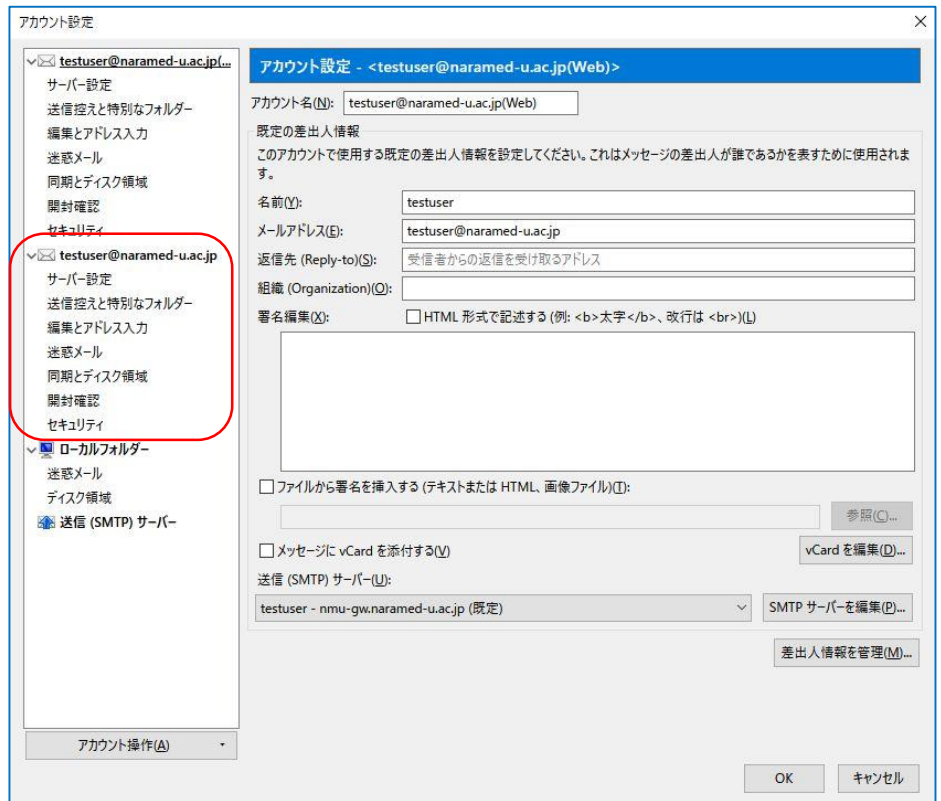 アカウント設定
testuser@naramed-u.ac.jp(...
サーバー設定
送信控えと特別なフォルダー
編集とアドレス入力
迷惑メール
同期とディスク領域
開封確認
セキュリティ
testuser@naramed-u.ac.jp
サーバー設定
送信控えと特別なフォルダー
編集とアドレス入力
迷惑メール
同期とディスク領域
開封確認
セキュリティ
ローカルフォルダー
迷惑メール
ディスク領域
送信 (SMTP) サーバー
アカウント操作(A)
アカウント設定 - <testuser@naramed-u.ac.jp(Web)>
アカウント名(N): testuser@naramed-u.ac.jp(Web)
既定の差出人情報
このアカウントで使用する既定の差出人情報を設定してください。これはメッセージの差出人が誰であるかを表すために使用されま
す。
名前(Y): testuser
メールアドレス(E): testuser@naramed-u.ac.jp
返信先 (Reply-to)(S): 受信者からの返信を受け取るアドレス
組織 (Organization)(O):
署名編集(X): HTML 形式で記述する (例: <b>太字</b>、改行は <br>)(L)
ファイルから署名を挿入する (テキストまたは HTML、画像ファイル)(T):
参照(C)...
メッセージに vCard を添付する(V) vCard を編集(D)...
送信 (SMTP) サーバー(U):
testuser - nmu-gw.naramed-u.ac.jp (既定) SMTP サーバーを編集(P)...
差出人情報を管理(M)...
OK キャンセル